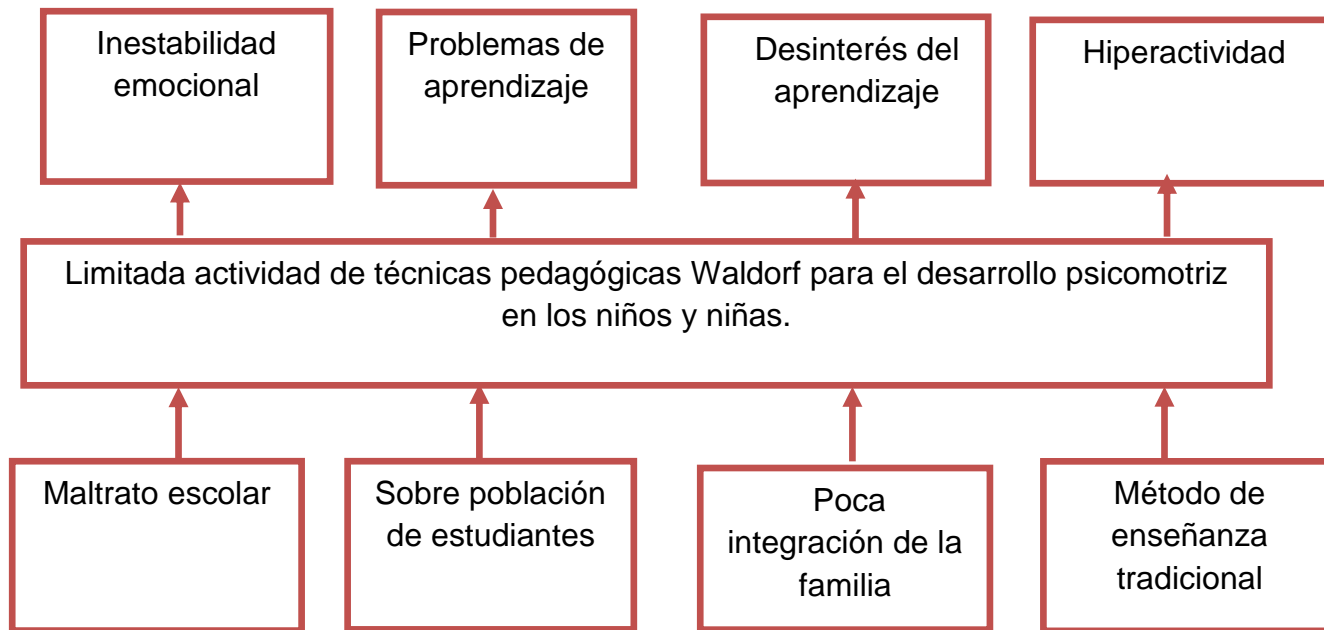 Inestabilidad
emocional
Problemas de
aprendizaje
Desinterés del
aprendizaje
Hiperactividad
Limitada actividad de técnicas pedagógicas Waldorf para el desarrollo psicomotriz
en los niños y niñas.
Maltrato escolar
Sobre población
de estudiantes
Poca
integración de la
familia
Método de
enseñanza
tradicional